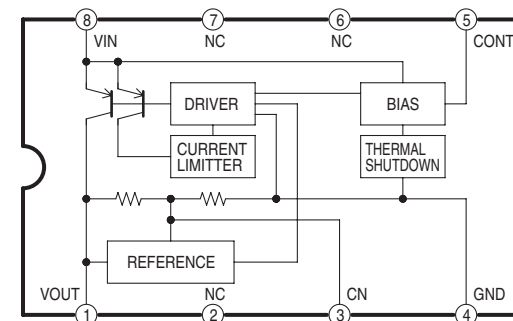 8 7 6 5
VIN NC NC CONT
DRIVER BIAS
CURRENT
LIMITTER
THERMAL
SHUTDOWN
REFERENCE
VOUT NC CN GND
1 2 3 4